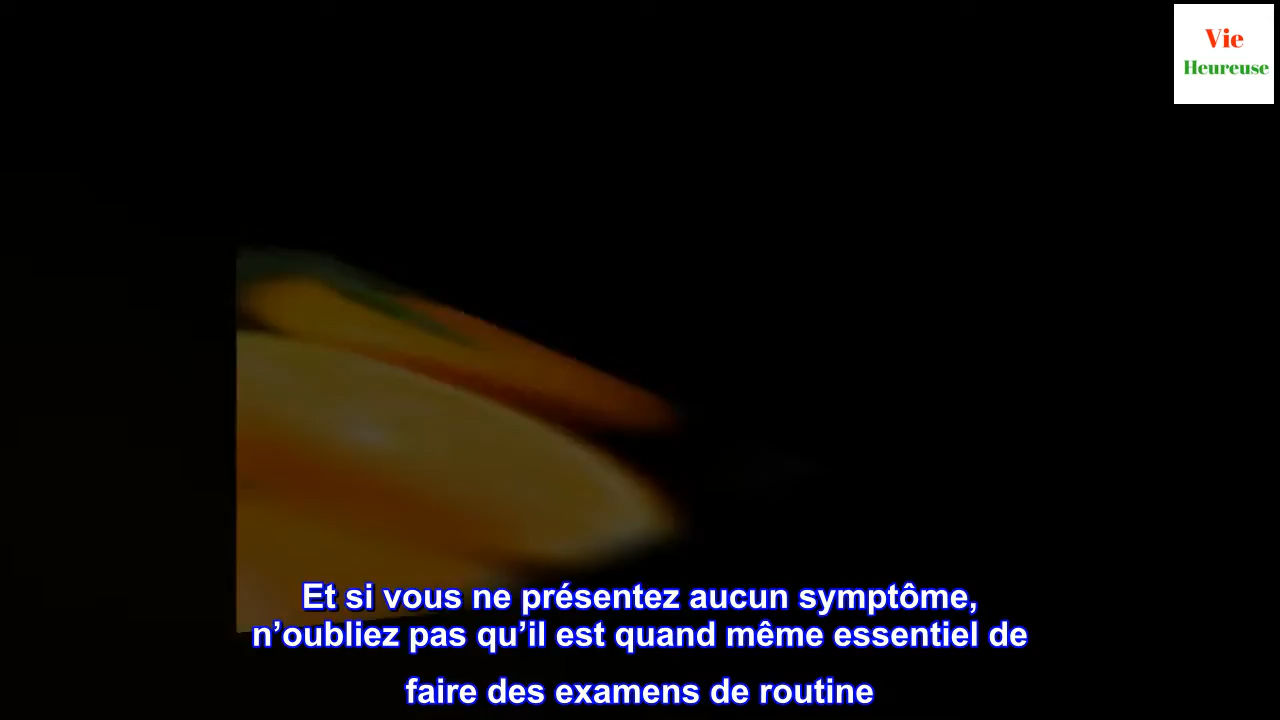 Vie
Heureuse
Et si vous ne présentez aucun symptôme,
n’oubliez pas qu’il est quand même essentiel de
faire des examens de routine